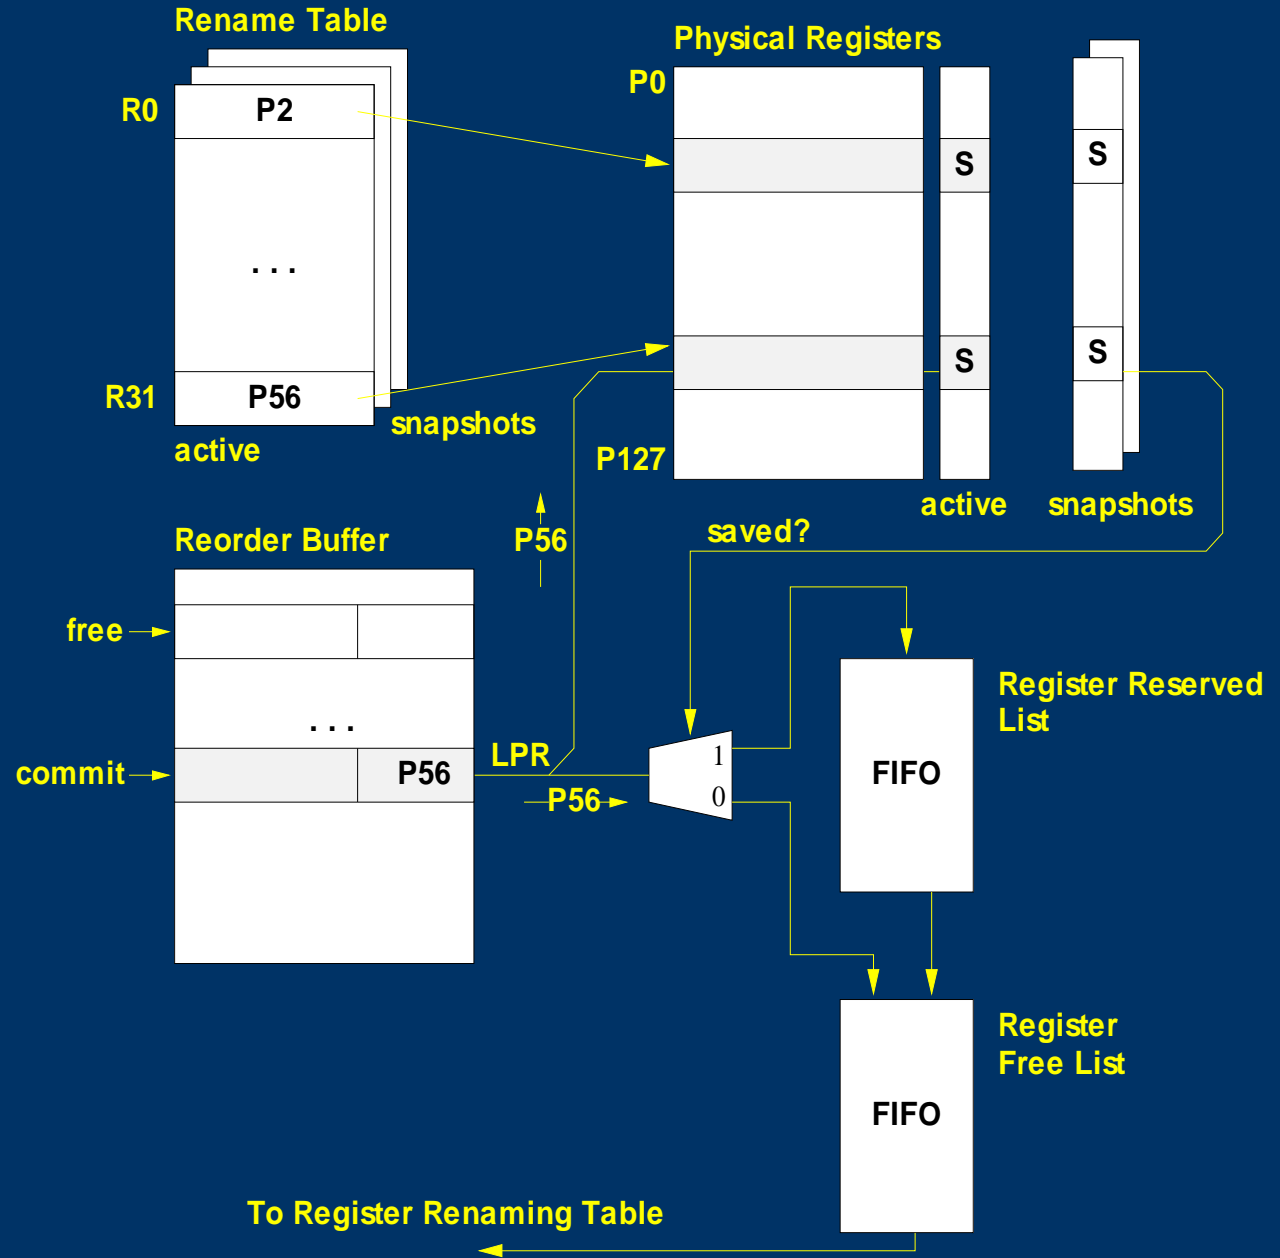 Rename Table
R0
P2
. . .
R31
P56
active
snapshots
Physical Registers
P0
S
S
S
S
P127
active
snapshots
saved?
P56
Reorder Buffer
free
. . .
commit
P56
LPR
P56
1
0
FIFO
Register Reserved
List
FIFO
Register
Free List
To Register Renaming Table